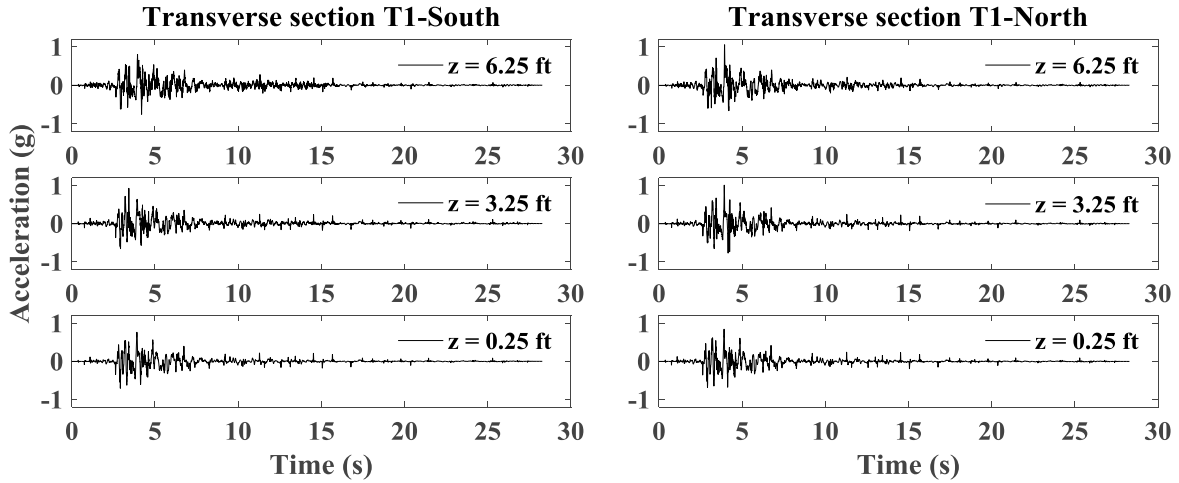 Transverse section T1-South
Transverse section T1-North
Acceleration (g)
1
0
-1
z = 6.25 ft
0 5 10 15 20 25 30
1
0
-1
z = 6.25 ft
0 5 10 15 20 25 30
1
0
-1
z = 3.25 ft
0 5 10 15 20 25 30
1
0
-1
z = 3.25 ft
0 5 10 15 20 25 30
1
0
-1
z = 0.25 ft
0 5 10 15 20 25 30
Time (s)
1
0
-1
z = 0.25 ft
0 5 10 15 20 25 30
Time (s)